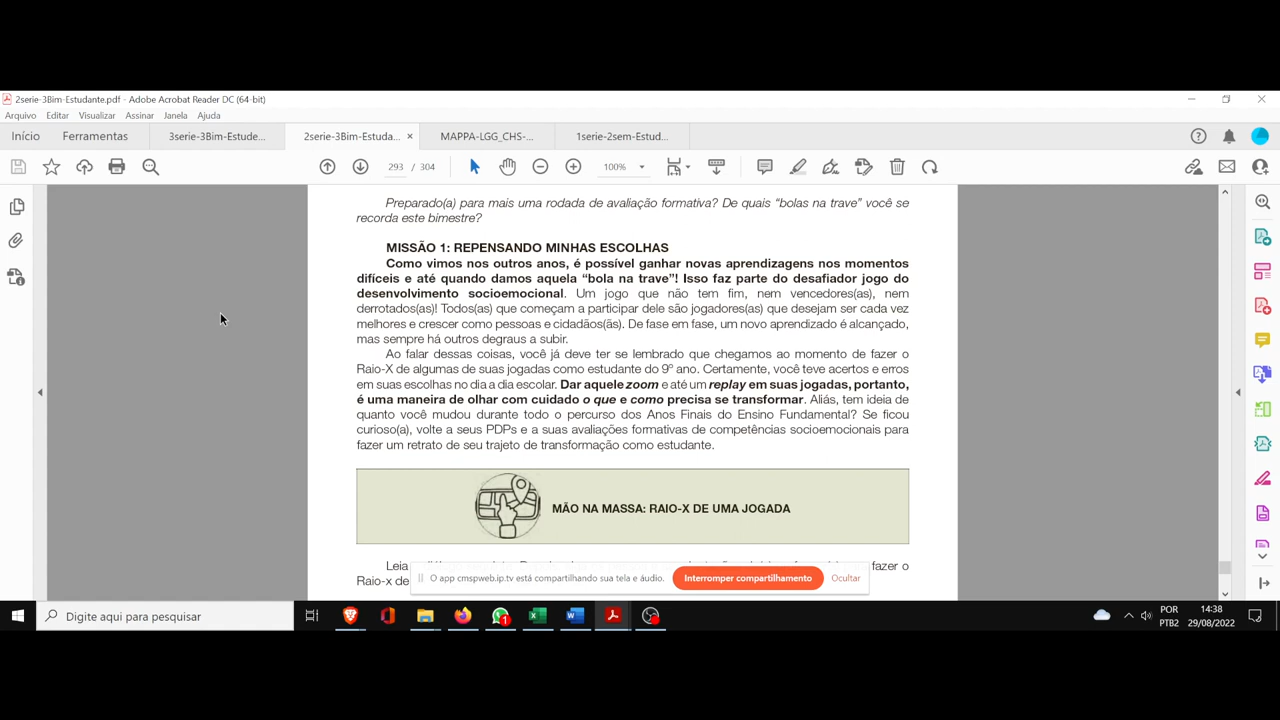 2serie-3Bim-Estudante.pdf - Adobe Acrobat Reader DC (64-bit)
Arquivo Editar Visualizar Assinar Janela Ajuda
Início Ferramentas 3serie-3Bim-Estude... 2serie-3Bim-Estuda... × MAPPA-LGG_CHS-... 1serie-2sem-Estud...
293 / 304 100%
Preparado(a) para mais uma rodada de avaliação formativa? De quais “bolas na trave” você se
recorda este bimestre?
MISSÃO 1: REPENSANDO MINHAS ESCOLHAS
Como vimos nos outros anos, é possível ganhar novas aprendizagens nos momentos
difíceis e até quando damos aquela “bola na trave”! Isso faz parte do desafiador jogo do
desenvolvimento socioemocional. Um jogo que não tem fim, nem vencedores(as), nem
derrotados(as)! Todos(as) que começam a participar dele são jogadores(as) que desejam ser cada vez
melhores e crescer como pessoas e cidadãos(ãs). De fase em fase, um novo aprendizado é alcançado,
mas sempre há outros degraus a subir.
Ao falar dessas coisas, você já deve ter se lembrado que chegamos ao momento de fazer o
Raio-X de algumas de suas jogadas como estudante do 9º ano. Certamente, você teve acertos e erros
em suas escolhas no dia a dia escolar. Dar aquele zoom e até um replay em suas jogadas, portanto,
é uma maneira de olhar com cuidado o que e como precisa se transformar. Aliás, tem ideia de
quanto você mudou durante todo o percurso dos Anos Finais do Ensino Fundamental? Se ficou
curioso(a), volte a seus PDPs e a suas avaliações formativas de competências socioemocionais para
fazer um retrato de seu trajeto de transformação como estudante.
MÃO NA MASSA: RAIO-X DE UMA JOGADA
Leia fazer o
Raio-x de
O app cmspweb.ip.tv está compartilhando sua tela e áudio. Interromper compartilhamento Ocultar
Digite aqui para pesquisar
1
POR 14:38
PTB2 29/08/2022